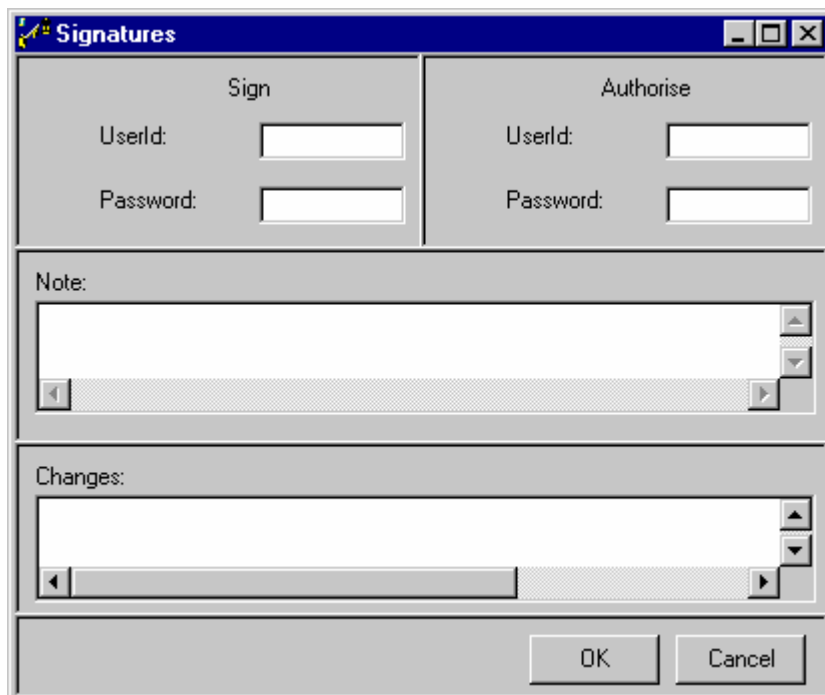 Signatures
Sign
Authorise
UserId:
UserId:
Password:
Password:
Note:
Changes:
OK
Cancel